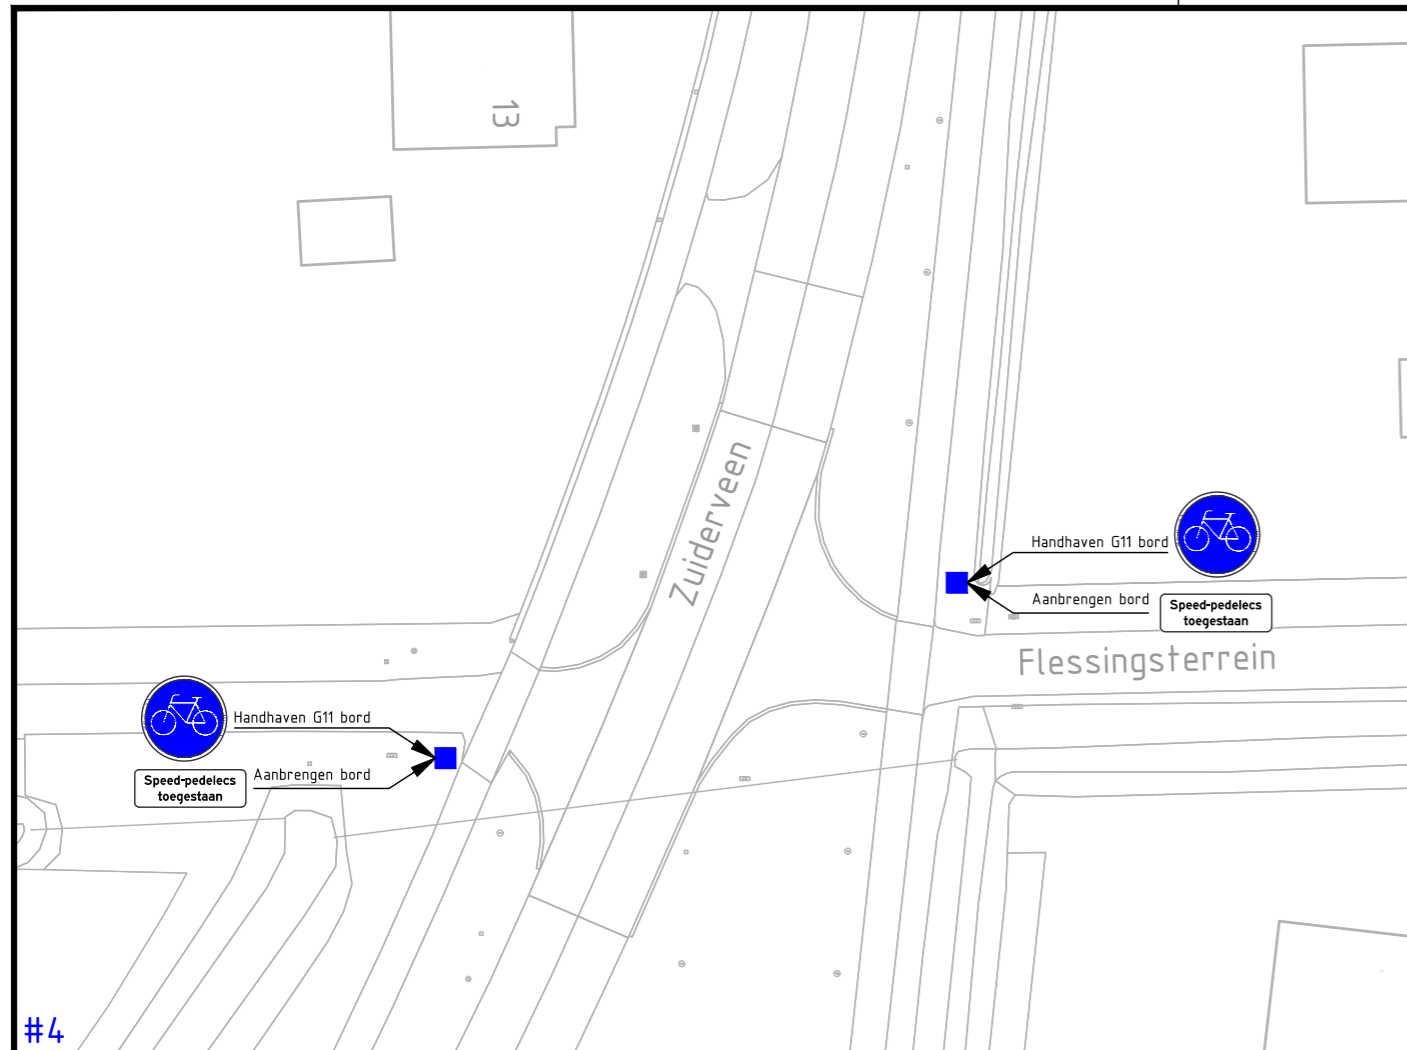 13
Zuiderveen
Handhaven G11 bord
Aanbrengen bord
Speed-pedelecs
toegestaan
Flessingsterrein
Handhaven G11 bord
Aanbrengen bord
Speed-pedelecs
toegestaan
#4